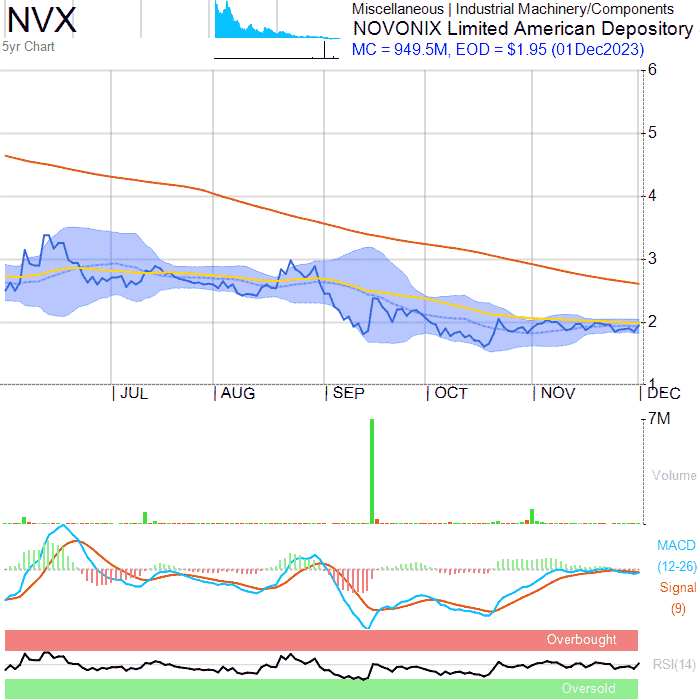 NVX
5yr Chart
Miscellaneous | Industrial Machinery/Components
NOVONIX Limited American Depository
MC = 949.5M, EOD = $1.95 (01Dec2023)
6
5
4
3
2
1
JUL
AUG
SEP
OCT
NOV
DEC
7M
Volume
MACD
(12-26)
Signal
(9)
Overbought
RSI(14)
Oversold